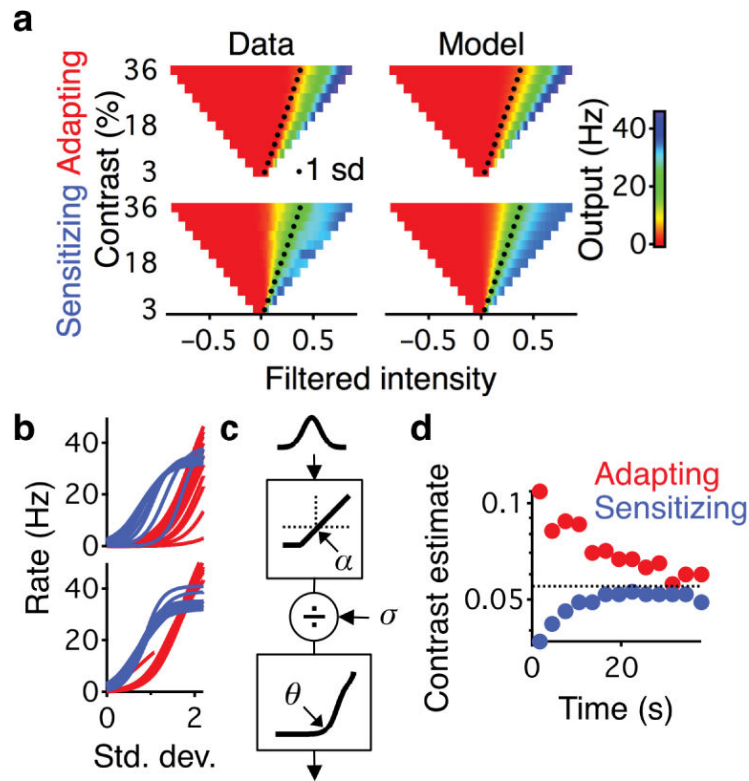 a
Data
Model
Sensitizing Adapting
Contrast (%)
36
18
3
36
18
3
1 sd
Output (Hz)
40
20
0
−0.5 0 0.5
−0.5 0 0.5
Filtered intensity
b
Rate (Hz)
40
20
0
40
20
0
0 1 2
Std. dev.
c
α
÷
σ
θ
d
Adapting
Sensitizing
Contrast estimate
0.1
0.05
20
Time (s)